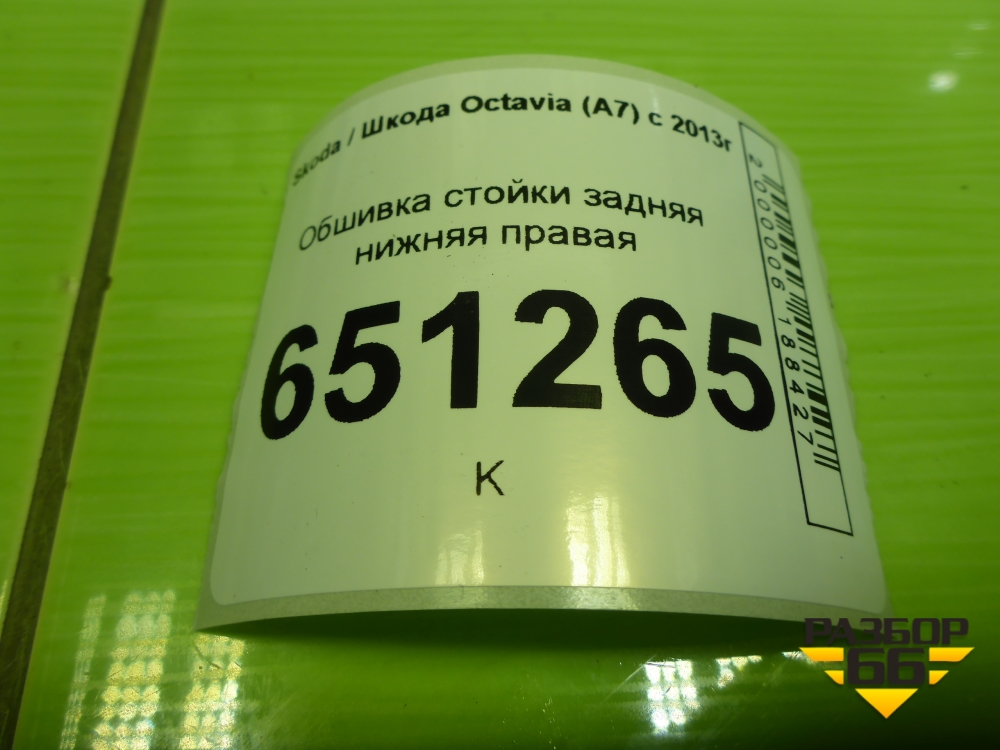 Skoda / Шкода Octavia (A7) с 2013г
Обшивка стойки задняя
нижняя правая
651265
К
2000006188427
РАЗБОР
66